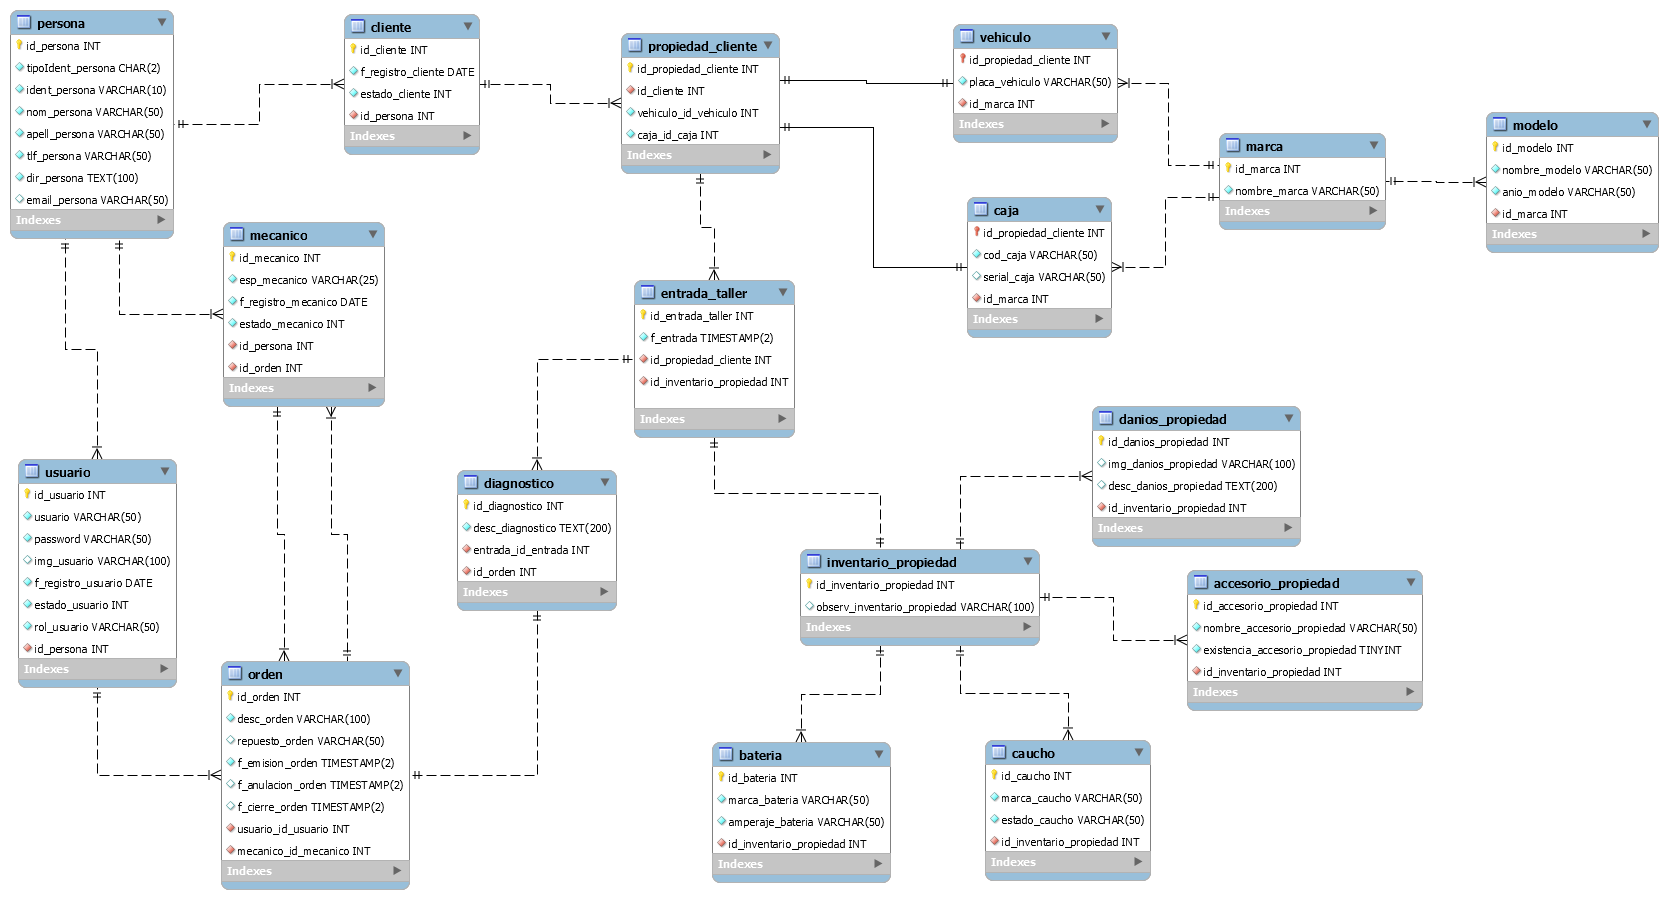 persona
id_persona INT
tipoIdent_persona CHAR(2)
ident_persona VARCHAR(10)
nom_persona VARCHAR(50)
apell_persona VARCHAR(50)
tlf_persona VARCHAR(50)
dir_persona TEXT(100)
email_persona VARCHAR(50)
Indexes
cliente
id_cliente INT
f_registro_cliente DATE
estado_cliente INT
id_persona INT
Indexes
propiedad_cliente
id_propiedad_cliente INT
id_cliente INT
vehiculo_id_vehiculo INT
caja_id_caja INT
Indexes
vehiculo
id_propiedad_cliente INT
placa_vehiculo VARCHAR(50)
id_marca INT
Indexes
marca
id_marca INT
nombre_marca VARCHAR(50)
Indexes
modelo
id_modelo INT
nombre_modelo VARCHAR(50)
anio_modelo VARCHAR(50)
id_marca INT
Indexes
caja
id_propiedad_cliente INT
cod_caja VARCHAR(50)
serial_caja VARCHAR(50)
id_marca INT
Indexes
mecanico
id_mecanico INT
esp_mecanico VARCHAR(25)
f_registro_mecanico DATE
estado_mecanico INT
id_persona INT
id_orden INT
Indexes
entrada_taller
id_entrada_taller INT
f_entrada TIMESTAMP(2)
id_propiedad_cliente INT
id_inventario_propiedad INT
Indexes
usuario
id_usuario INT
usuario VARCHAR(50)
password VARCHAR(50)
img_usuario VARCHAR(100)
f_registro_usuario DATE
estado_usuario INT
rol_usuario VARCHAR(50)
id_persona INT
Indexes
diagnostico
id_diagnostico INT
desc_diagnostico TEXT(200)
entrada_id_entrada INT
id_orden INT
Indexes
danios_propiedad
id_danios_propiedad INT
img_danios_propiedad VARCHAR(100)
desc_danios_propiedad TEXT(200)
id_inventario_propiedad INT
Indexes
inventario_propiedad
id_inventario_propiedad INT
observ_inventario_propiedad VARCHAR(100)
Indexes
accesorio_propiedad
id_accesorio_propiedad INT
nombre_accesorio_propiedad VARCHAR(50)
existencia_accesorio_propiedad TINYINT
id_inventario_propiedad INT
Indexes
orden
id_orden INT
desc_orden VARCHAR(100)
repuesto_orden VARCHAR(50)
f_emision_orden TIMESTAMP(2)
f_anulacion_orden TIMESTAMP(2)
f_cierre_orden TIMESTAMP(2)
usuario_id_usuario INT
mecanico_id_mecanico INT
Indexes
bateria
id_bateria INT
marca_bateria VARCHAR(50)
amperaje_bateria VARCHAR(50)
id_inventario_propiedad INT
Indexes
caucho
id_caucho INT
marca_caucho VARCHAR(50)
estado_caucho VARCHAR(50)
id_inventario_propiedad INT
Indexes